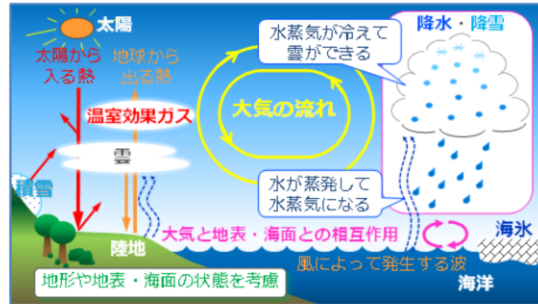 太陽
太陽から
入る熱
地球から
出る熱
温室効果ガス
雲
積雪
陸地
地形や地表・海面の状態を考慮
大気の流れ
水蒸気が冷えて
雲ができる
降水・降雪
水が蒸発して
水蒸気になる
大気と地表・海面との相互作用
風によって発生する波
海氷
海洋